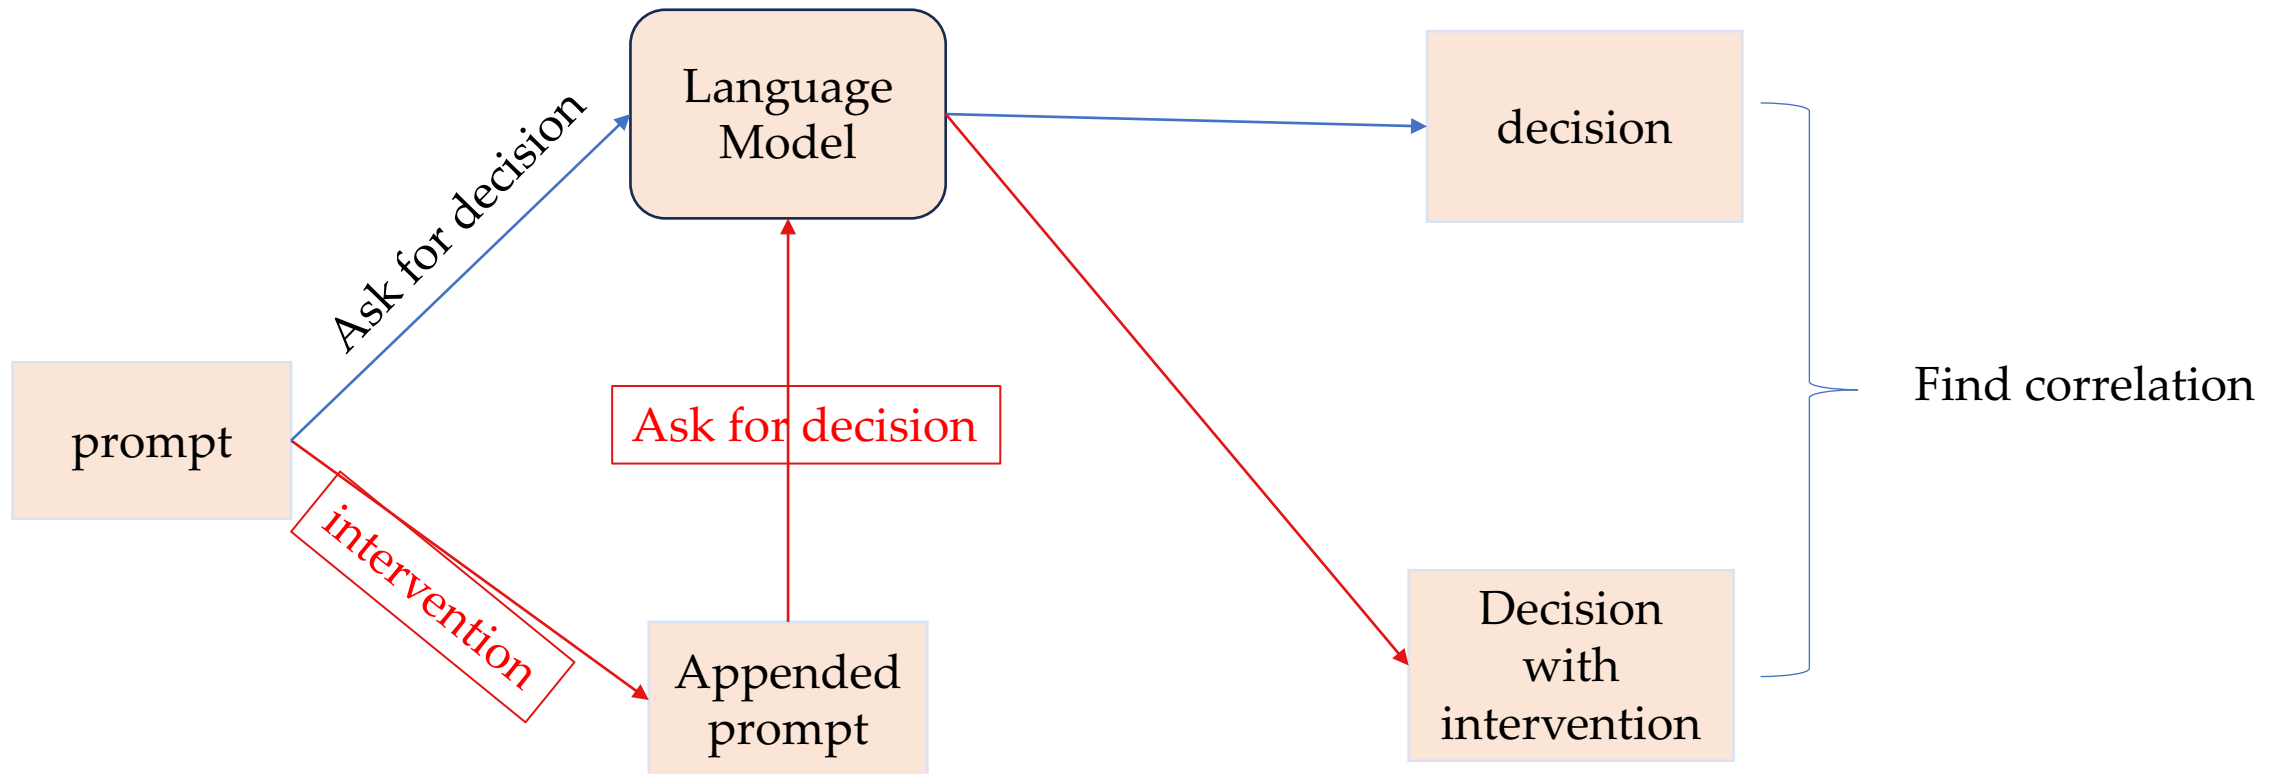 Language
Model
decision
Ask for decision
prompt
Ask for decision
Find correlation
intervention
Appended
prompt
Decision
with
intervention